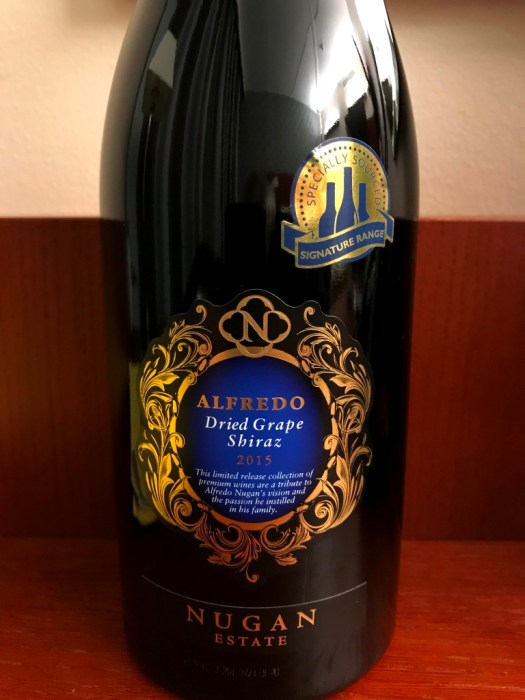 SPECIALLY SOURCED
SIGNATURE RANGE
N
ALFREDO
Dried Grape
Shiraz
2015
This limited release collection of
premium wines are a tribute to
Alfredo Nugan's vision and
the passion he instilled
in his family.
NUGAN
ESTATE